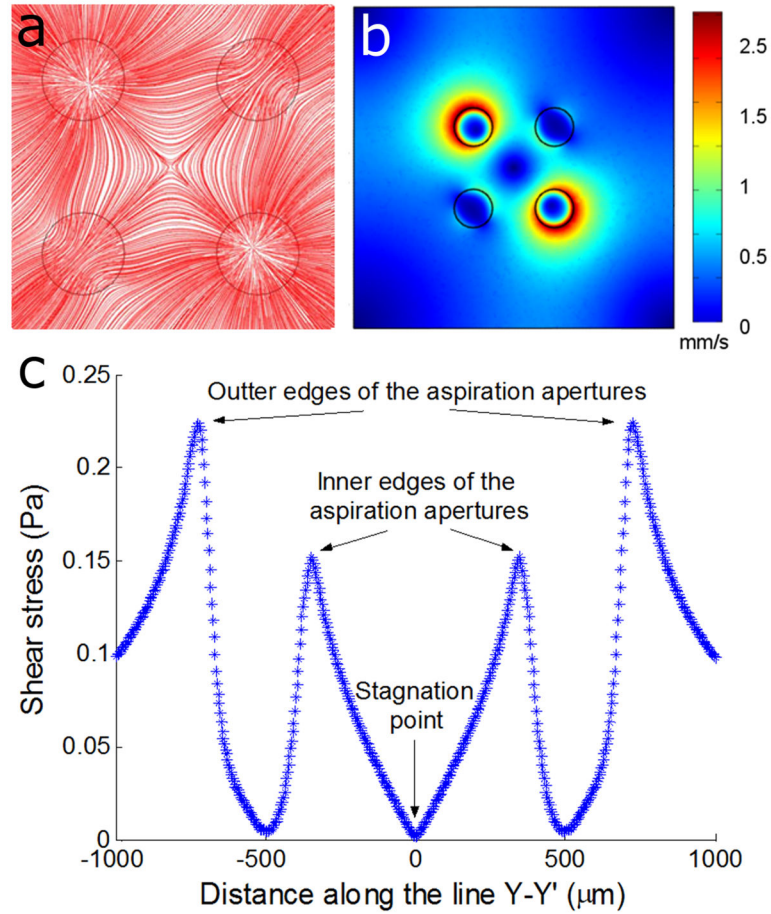 a
b
2.5
2
1.5
1
0.5
0
mm/s
c
0.25
0.2
0.15
0.1
0.05
0
Shear stress (Pa)
Outter edges of the aspiration apertures
Inner edges of the
aspiration apertures
Stagnation
point
-1000
-500
0
500
1000
Distance along the line Y-Y' (μm)